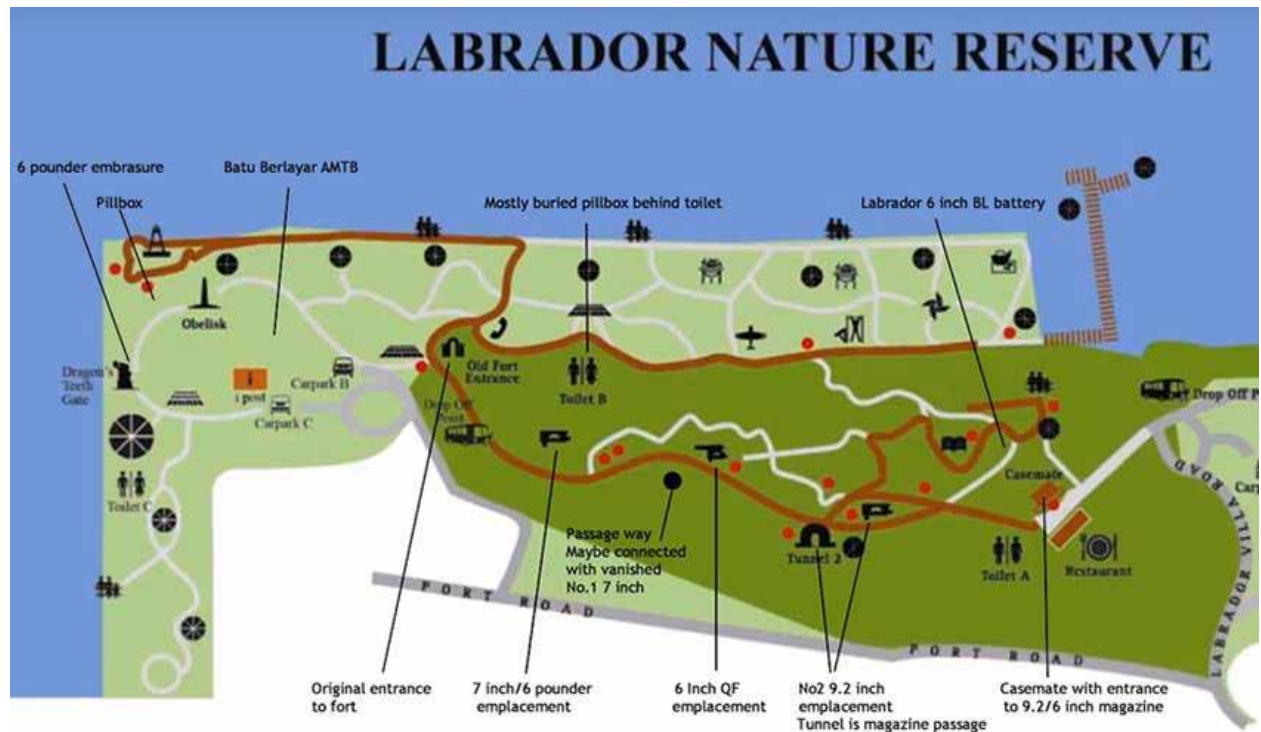 LABRADOR NATURE RESERVE
6 pounder embrasure
Batu Berlayar AMTB
Pillbox
Mostly buried pillbox behind toilet
Labrador 6 inch BL battery
Obelisk
Old Fort
Entrance
Dragon's
Teeth
Gate
i post
Carpark B
Carpark C
Toilet B
Drop Off
Drop Off P
Toilet C
Casemate
Passage way
Maybe connected
with vanished
No.1 7 inch
Tunnel 2
Toilet A
Restaurant
LABRADOR VILLA ROAD
PORT ROAD
PORT ROAD
Original entrance
to fort
7 inch/6 pounder
emplacement
6 Inch QF
emplacement
No2 9.2 inch
emplacement
Tunnel is magazine passage
Casemate with entrance
to 9.2/6 inch magazine